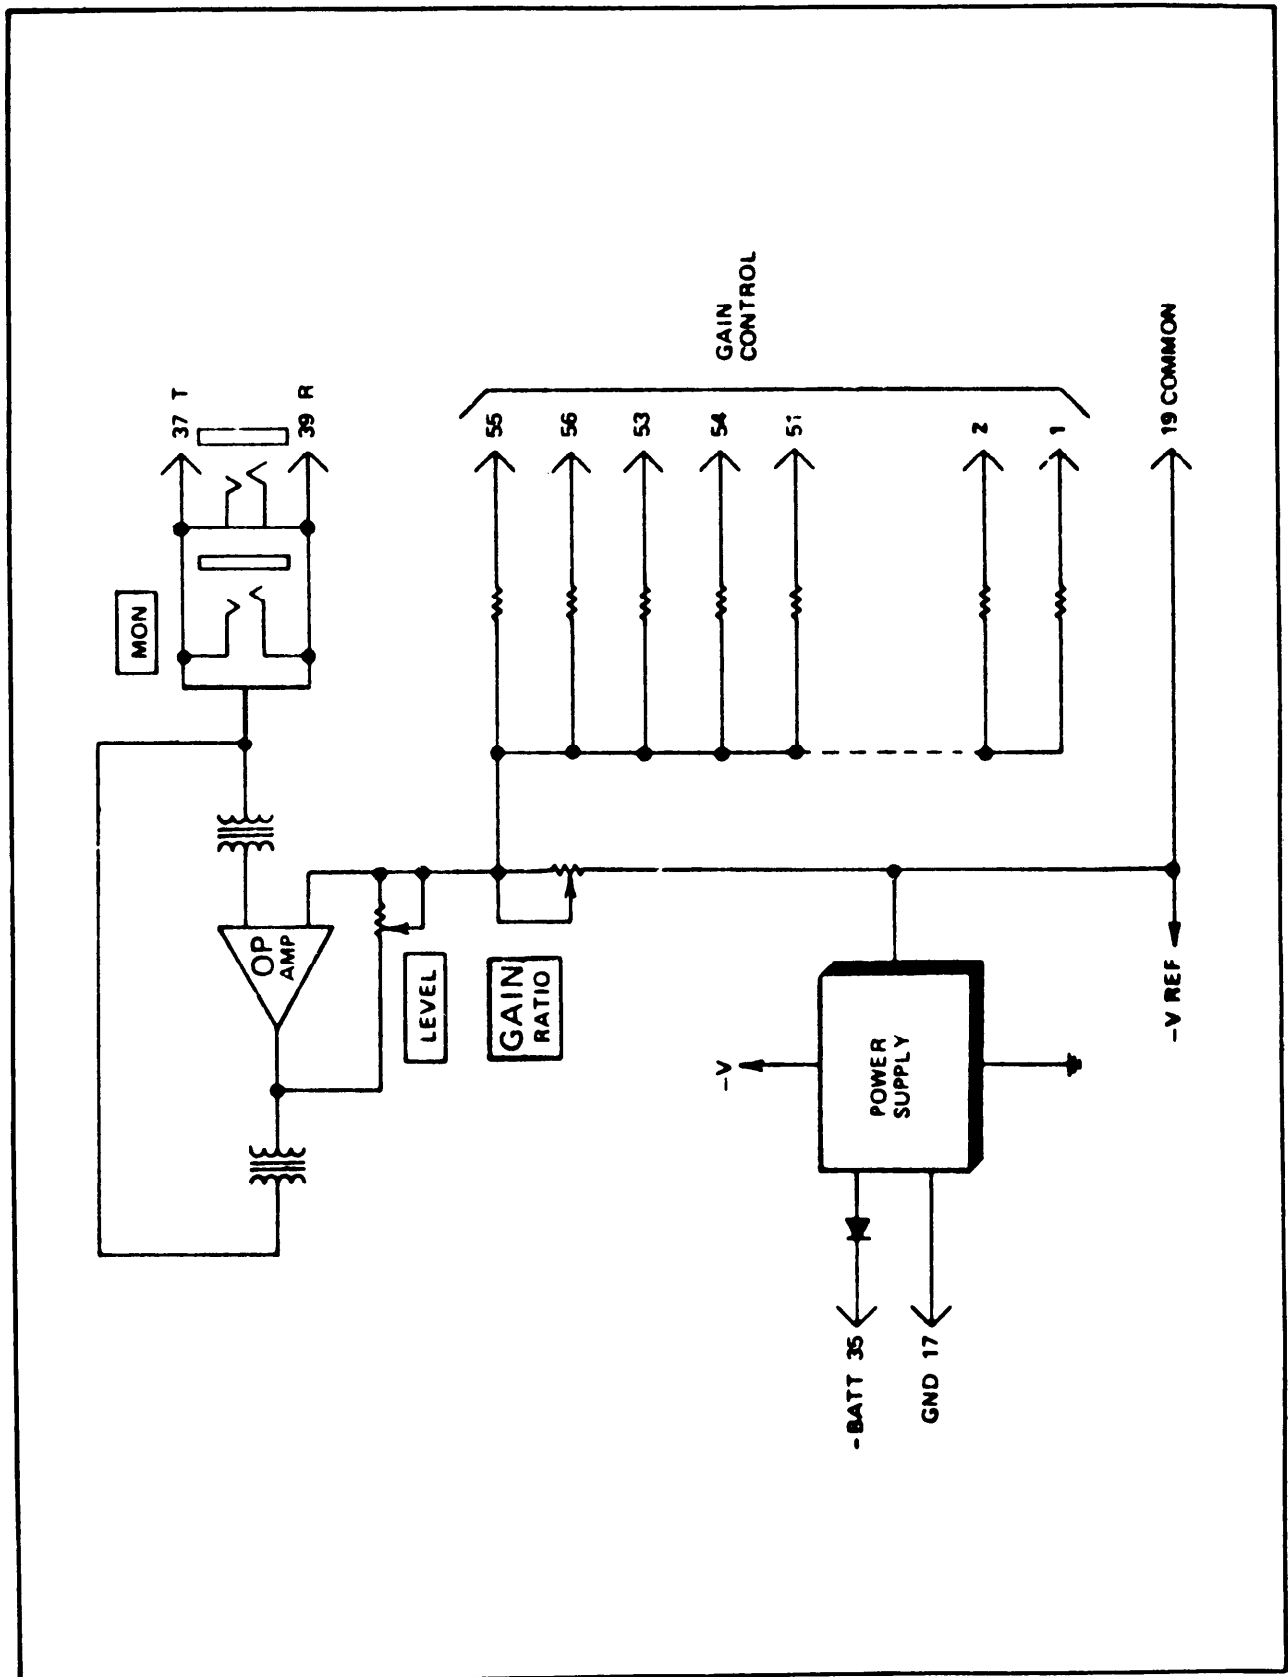 37 T
39 R
MON
OP
AMP
LEVEL
GAIN
RATIO
55
56
53
54
51
2
1
GAIN
CONTROL
19 COMMON
-V REF
-V
POWER
SUPPLY
-BATT 35
GND 17